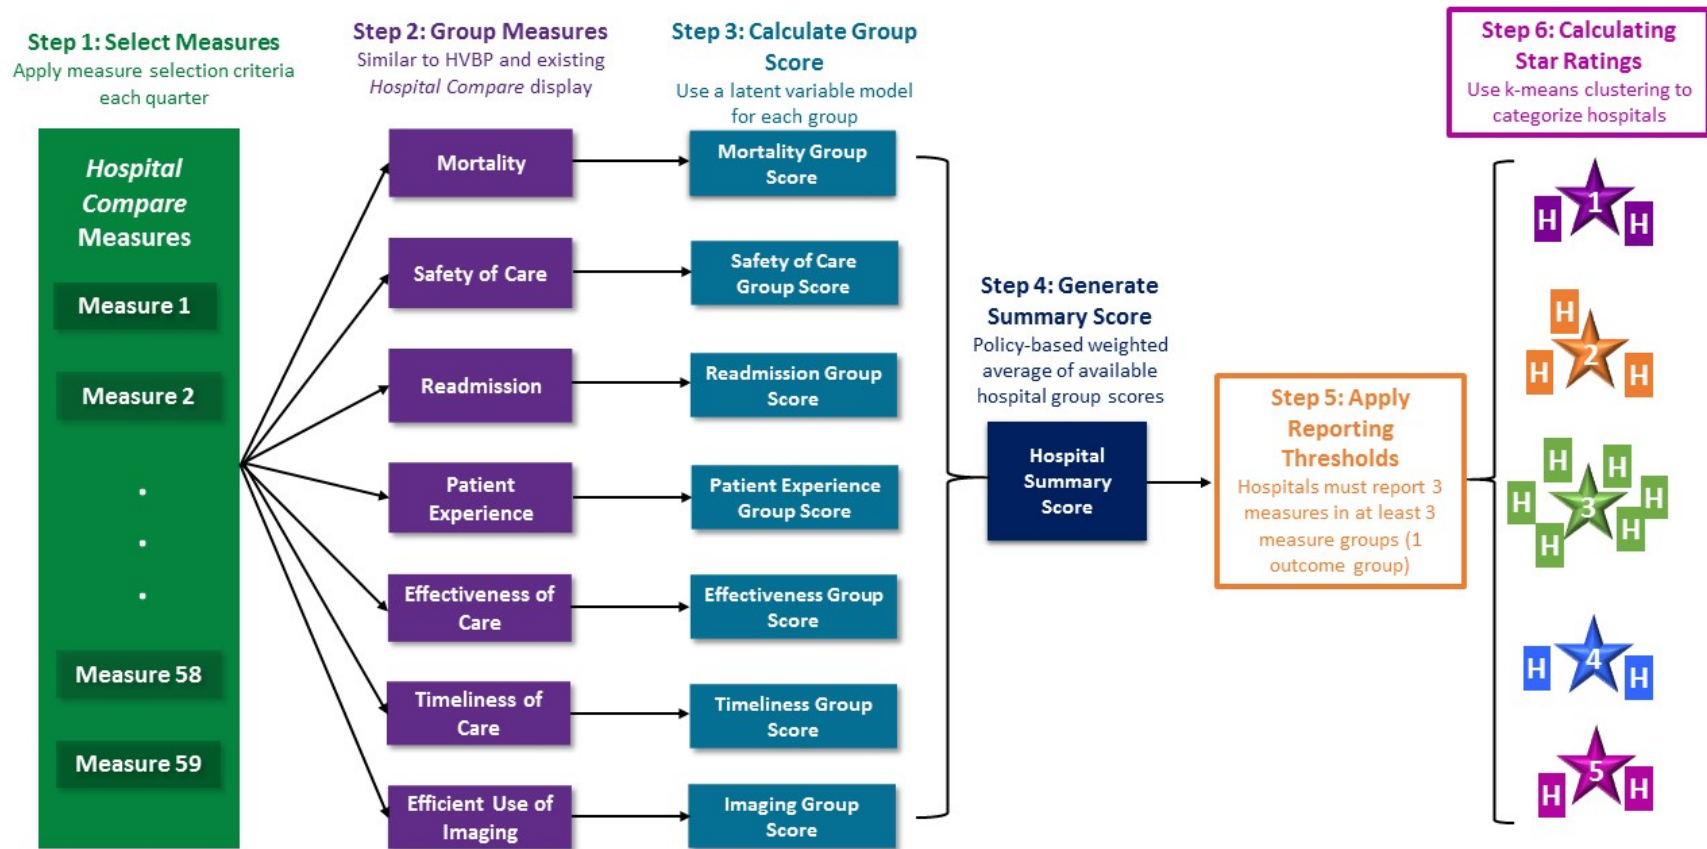 Step 1: Select Measures
Apply measure selection criteria
each quarter
Hospital
Compare
Measures
Measure 1
Measure 2
.
.
.
Measure 58
Measure 59
Step 2: Group Measures
Similar to HVBP and existing
Hospital Compare display
Mortality
Safety of Care
Readmission
Patient
Experience
Effectiveness of
Care
Timeliness of
Care
Efficient Use of
Imaging
Step 3: Calculate Group
Score
Use a latent variable model
for each group
Mortality Group
Score
Safety of Care
Group Score
Readmission Group
Score
Patient Experience
Group Score
Effectiveness Group
Score
Timeliness Group
Score
Imaging Group
Score
Step 4: Generate
Summary Score
Policy-based weighted
average of available
hospital group scores
Hospital
Summary
Score
Step 5: Apply
Reporting
Thresholds
Hospitals must report 3
measures in at least 3
measure groups (1
outcome group)
Step 6: Calculating
Star Ratings
Use k-means clustering to
categorize hospitals
1
H
H
H
2
H
H
H
H
H
H
3
H
H
4
H
H
5
H
H